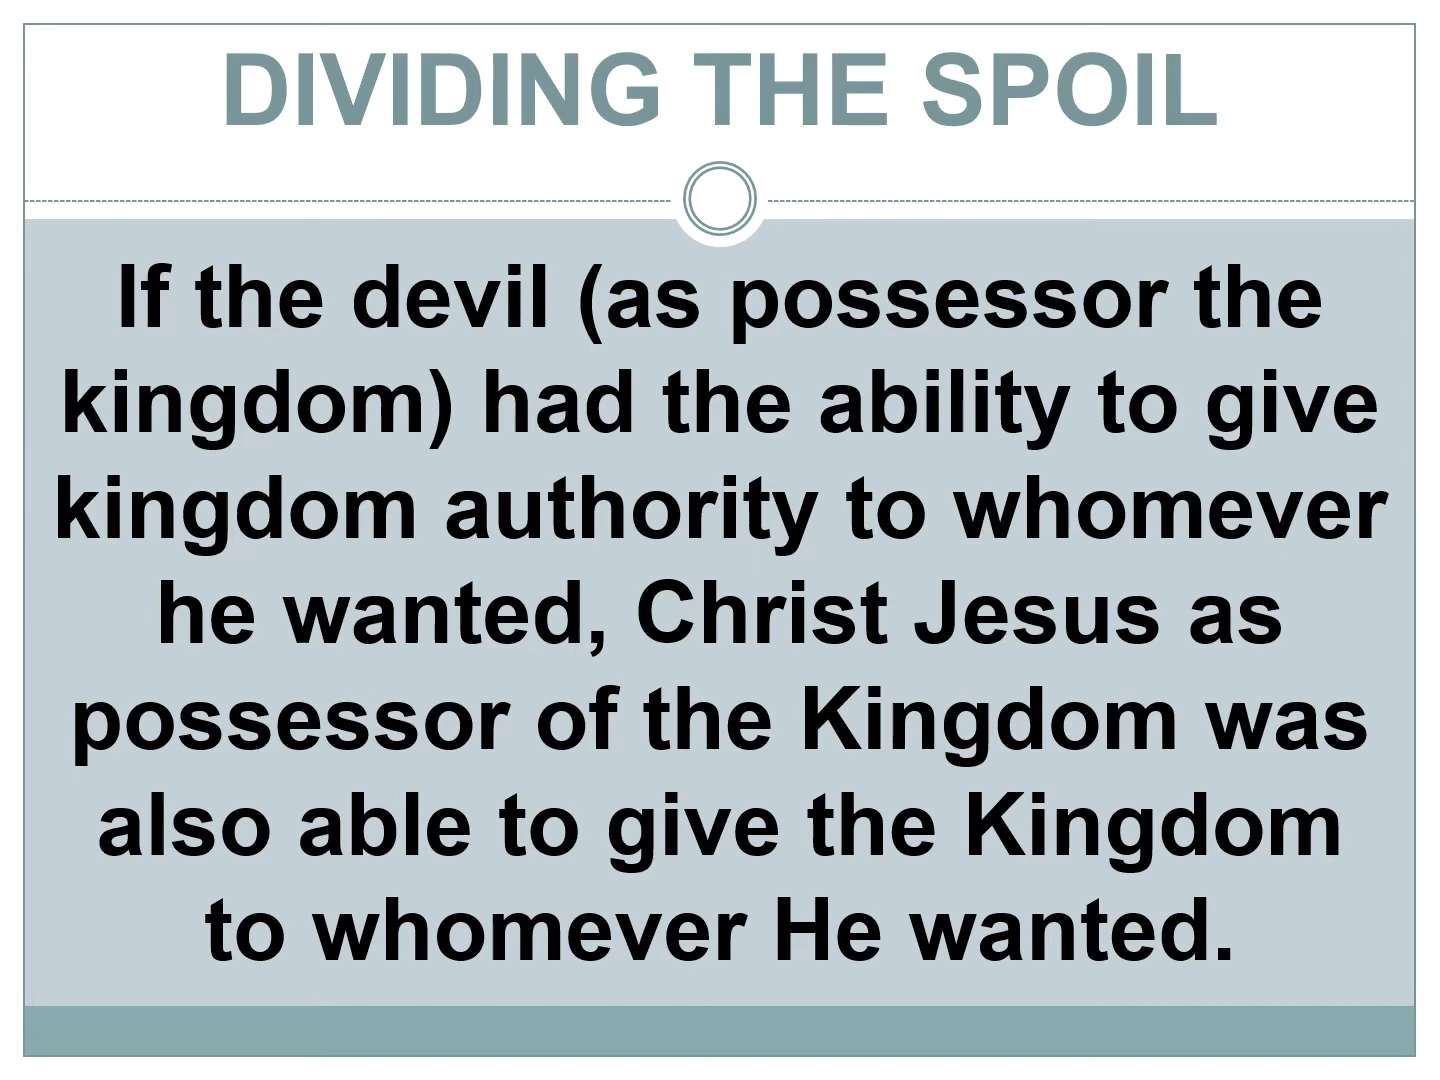 DIVIDING THE SPOIL
If the devil (as possessor the
kingdom) had the ability to give
kingdom authority to whomever
he wanted, Christ Jesus as
possessor of the Kingdom was
also able to give the Kingdom
to whomever He wanted.